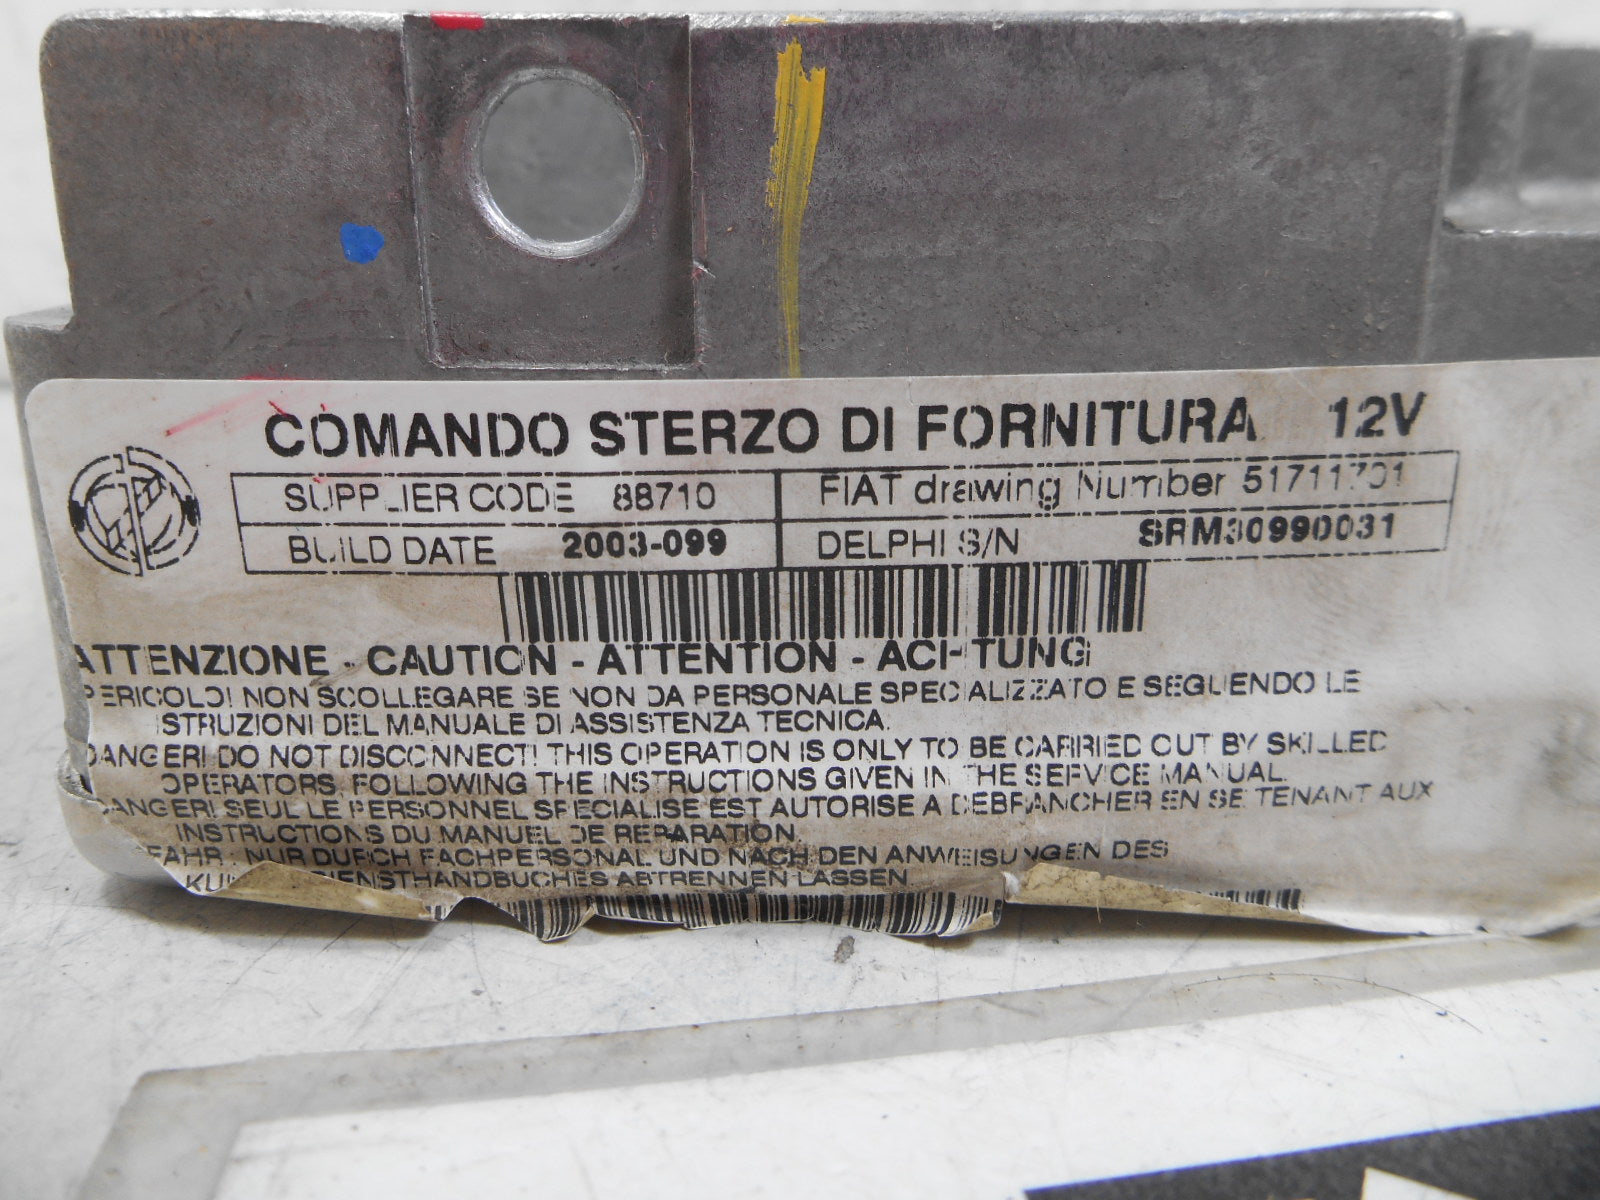 COMANDO STERZO DI FORNITURA 12V
SUPPLIER CODE 88710 FIAT drawing Number 51711701
BUILD DATE 2003-099 DELPHI S/N SRM30990031
ATTENZIONE - CAUTION - ATTENTION - ACHTUNG
PERICOLO! NON SCOLLEGARE SE NON DA PERSONALE SPECIALIZZATO E SEGUENDO LE
ISTRUZIONI DEL MANUALE DI ASSISTENZA TECNICA.
DANGER! DO NOT DISCONNECT! THIS OPERATION IS ONLY TO BE CARRIED OUT BY SKILLED
OPERATORS, FOLLOWING THE INSTRUCTIONS GIVEN IN THE SERVICE MANUAL.
DANGER! SEUL LE PERSONNEL SPECIALISE EST AUTORISE A DEBRANCHER EN SE TENANT AUX
INSTRUCTIONS DU MANUEL DE REPARATION.
NUR DURCH FACHPERSONAL UND NACH DEN ANWEISUNGEN DES
ABTRENNEN LASSEN